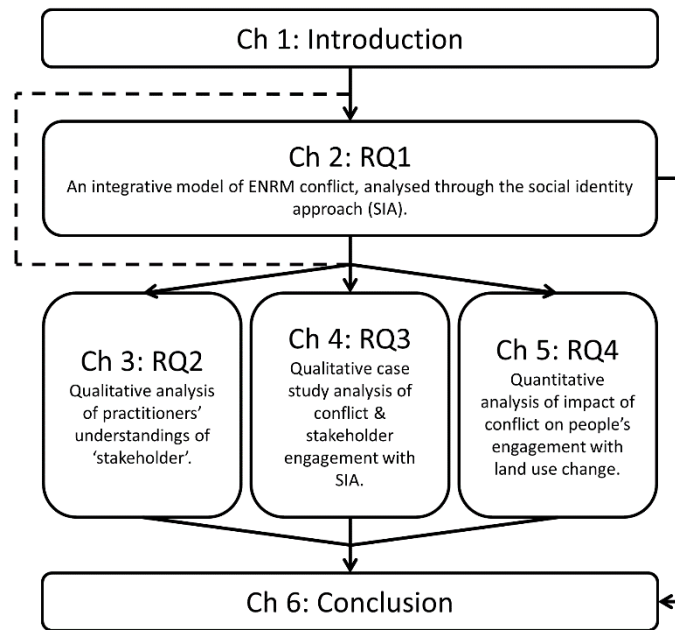 Ch 1: Introduction
Ch 2: RQ1
An integrative model of ENRM conflict, analysed through the social identity
approach (SIA).
Ch 3: RQ2
Qualitative analysis
of practitioners’
understandings of
‘stakeholder’.
Ch 4: RQ3
Qualitative case
study analysis of
conflict &
stakeholder
engagement with
SIA.
Ch 5: RQ4
Quantitative
analysis of impact of
conflict on people’s
engagement with
land use change.
Ch 6: Conclusion